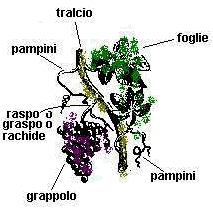 tralcio
foglie
pampini
raspo o
graspo o
rachide
pampini
grappolo